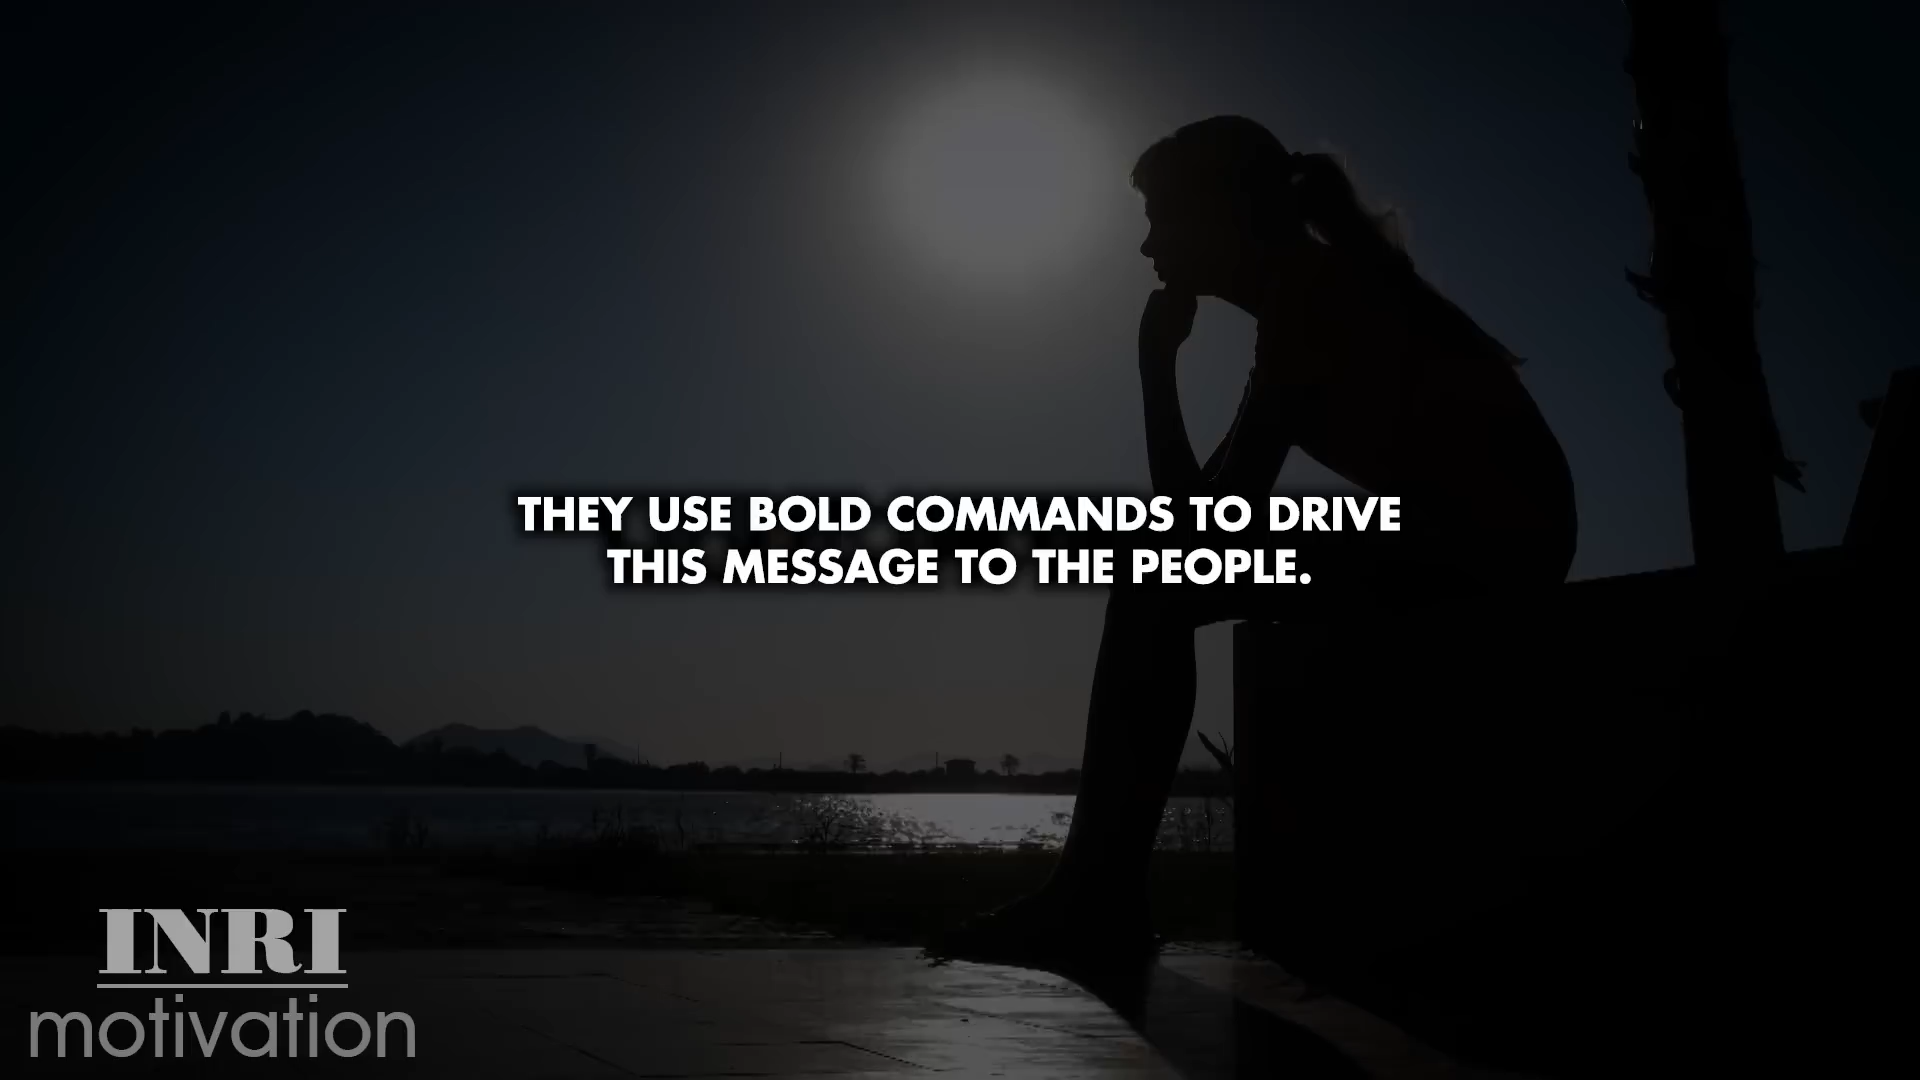 THEY USE BOLD COMMANDS TO DRIVE
THIS MESSAGE TO THE PEOPLE.
INRI
motivation